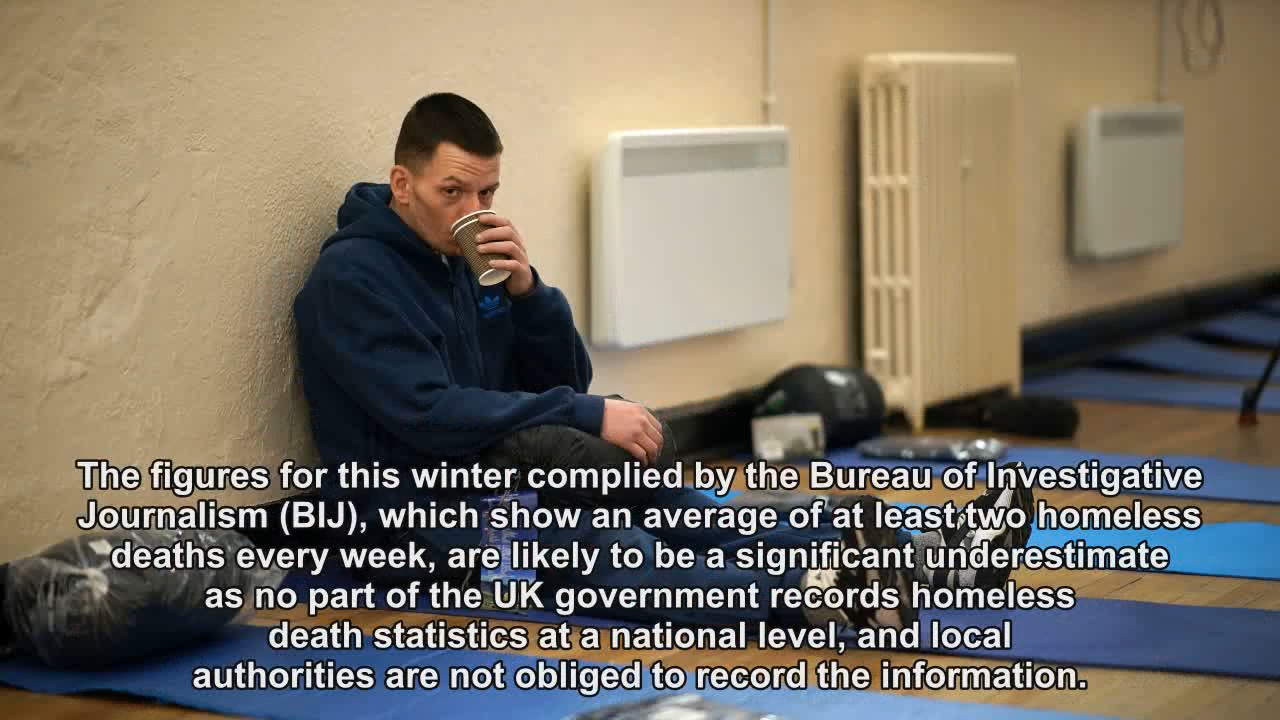 The figures for this winter complied by the Bureau of Investigative
Journalism (BIJ), which show an average of at least two homeless
deaths every week, are likely to be a significant underestimate
as no part of the UK government records homeless
death statistics at a national level, and local
authorities are not obliged to record the information.